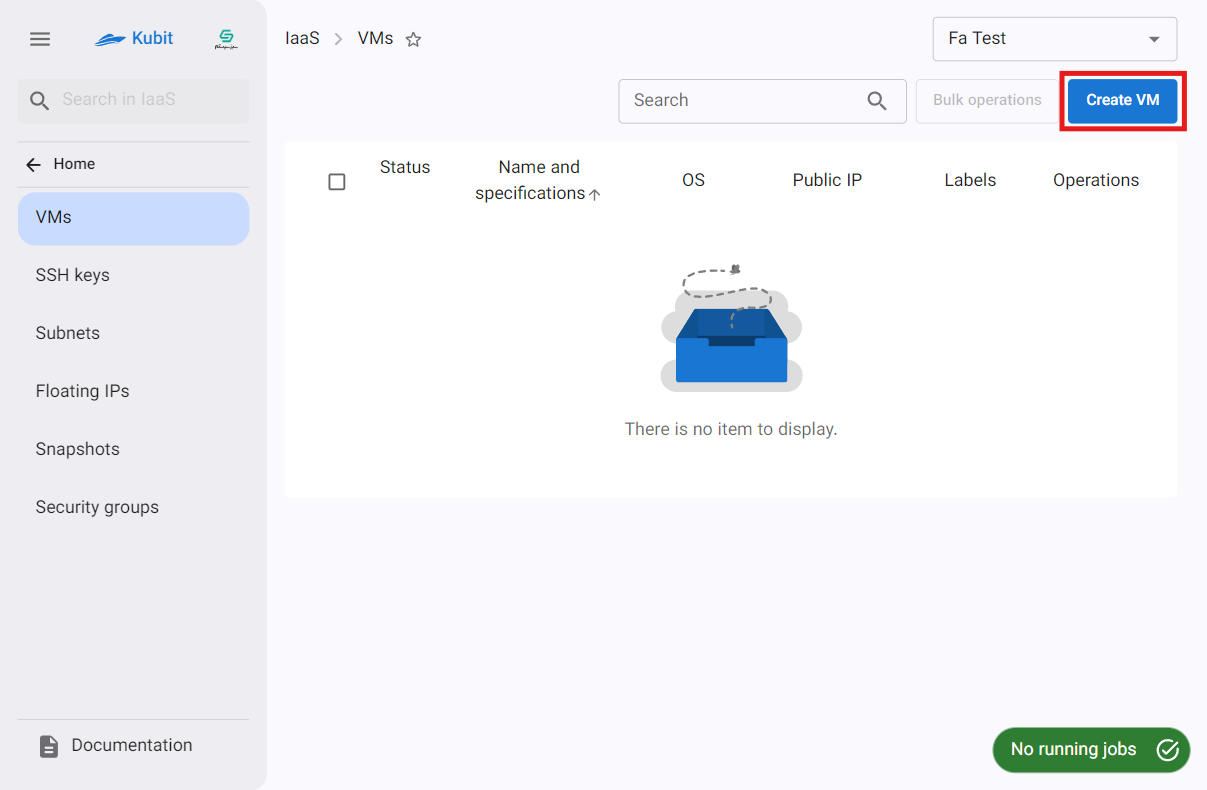 Kubit
IaaS > VMs
Fa Test
Search in IaaS
Search
Bulk operations
Create VM
Home
VMs
SSH keys
Subnets
Floating IPs
Snapshots
Security groups
Documentation
Status
Name and
specifications
OS
Public IP
Labels
Operations
There is no item to display.
No running jobs